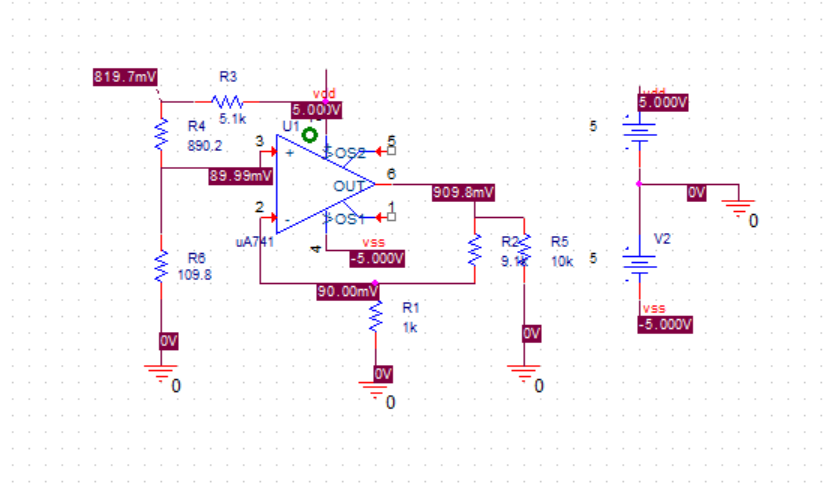 819.7mV
R3
5.1k
vdd
5.000V
R4
890.2
U1
3
+
OS2
5
89.99mV
OUT
6
909.8mV
2
-
OS1
1
uA741
4
vss
-5.000V
R6
109.8
90.00mV
R1
1k
R2
R5
10k
0V
0
0V
0
0V
0
vdd
5.000V
5
0V
0
V2
5
vss
-5.000V